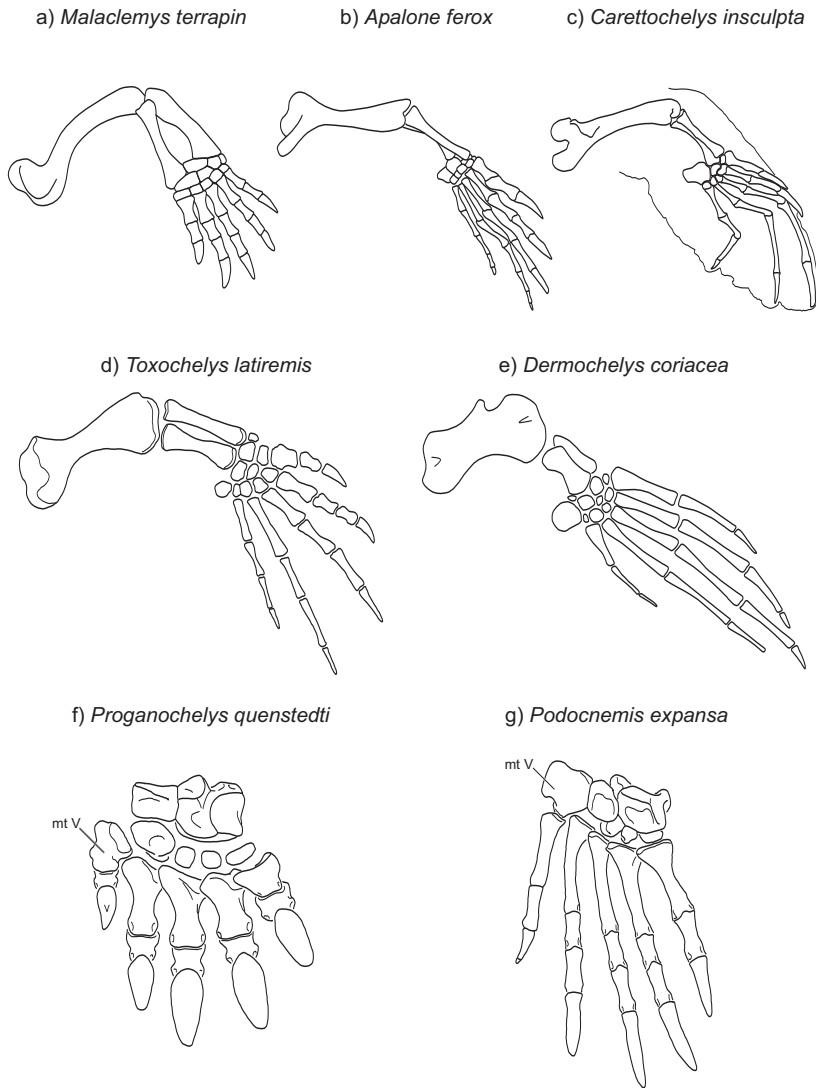 a) Malaclemys terrapin
b) Apalone ferox
c) Carettochelys insculpta
d) Toxochelys latiremis
e) Dermochelys coriacea
f) Proganochelys quenstedti
g) Podocnemis expansa
mt V
mt V